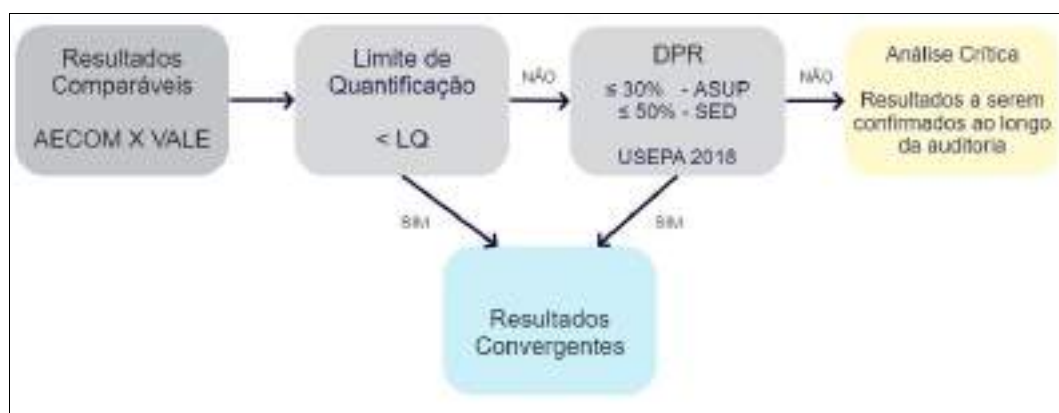 Resultados
Comparáveis
AECOM X VALE
Limite de
Quantificação
< LQ
NÃO
DPR
≤ 30% - ASUP
≤ 50% - SED
USEPA 2018
NÃO
Análise Crítica
Resultados a serem
confirmados ao longo
da auditoria
SIM
SIM
Resultados
Convergentes